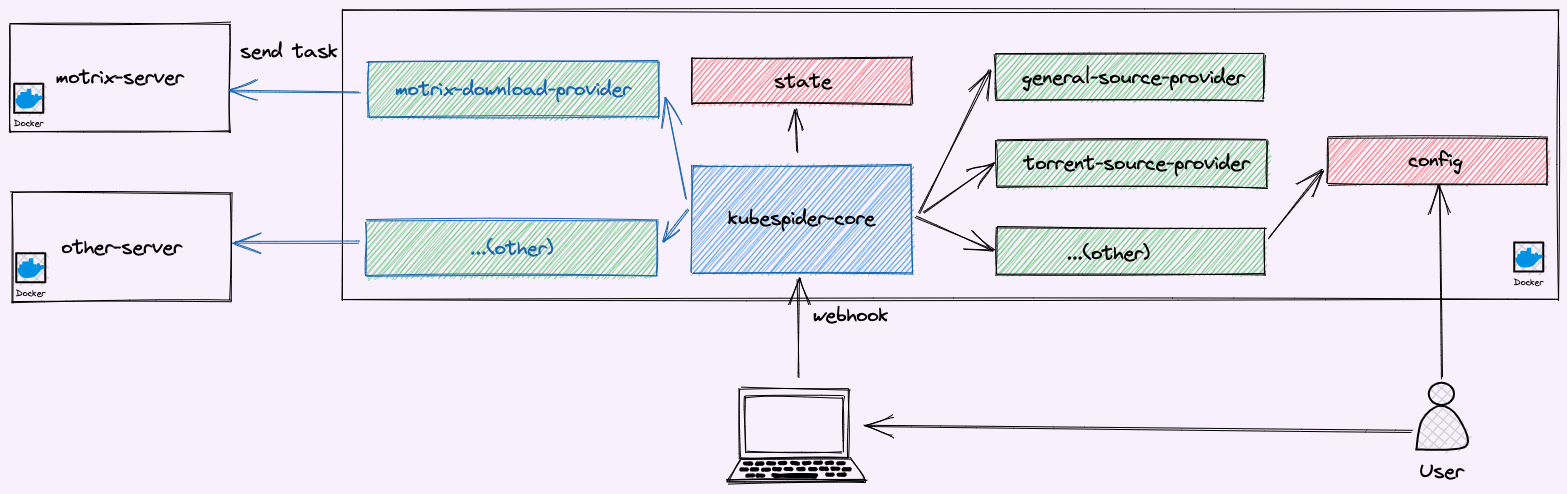 send task
motrix-server
Docker
motrix-download-provider
state
general-source-provider
torrent-source-provider
config
kubespider-core
other-server
Docker
...(other)
...(other)
Docker
webhook
User